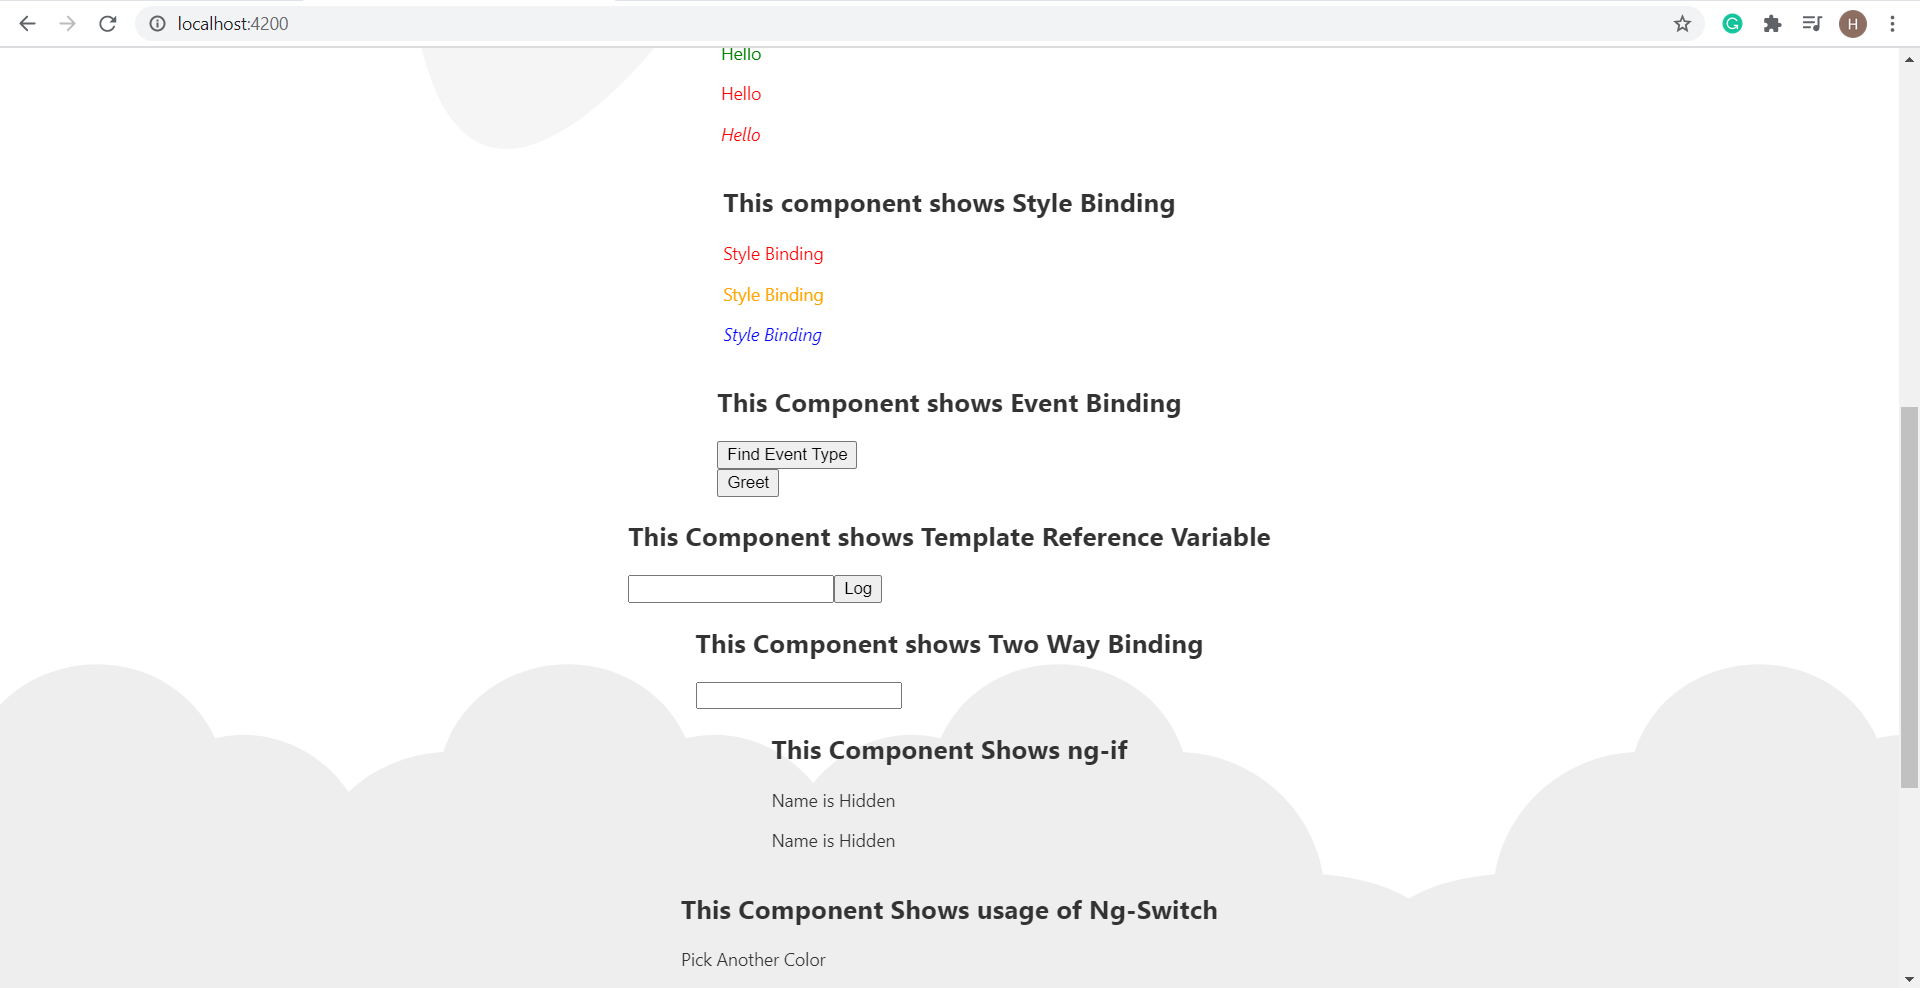 localhost:4200
H
Hello
Hello
Hello
This component shows Style Binding
Style Binding
Style Binding
Style Binding
This Component shows Event Binding
Find Event Type
Greet
This Component shows Template Reference Variable
Log
This Component shows Two Way Binding
This Component Shows ng-if
Name is Hidden
Name is Hidden
This Component Shows usage of Ng-Switch
Pick Another Color